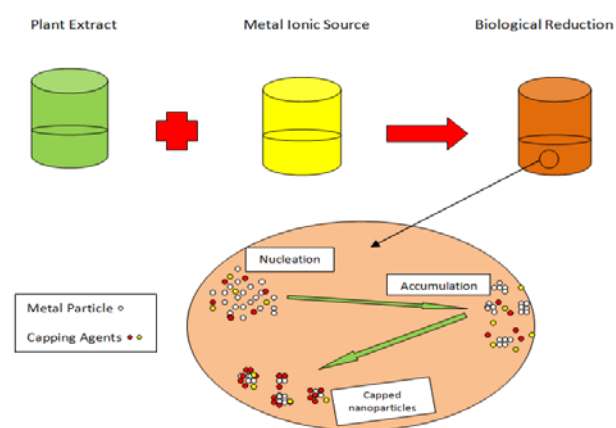 Plant Extract
Metal Ionic Source
Biological Reduction
Nucleation
Accumulation
Metal Particle
Capping Agents
Capped
nanoparticles